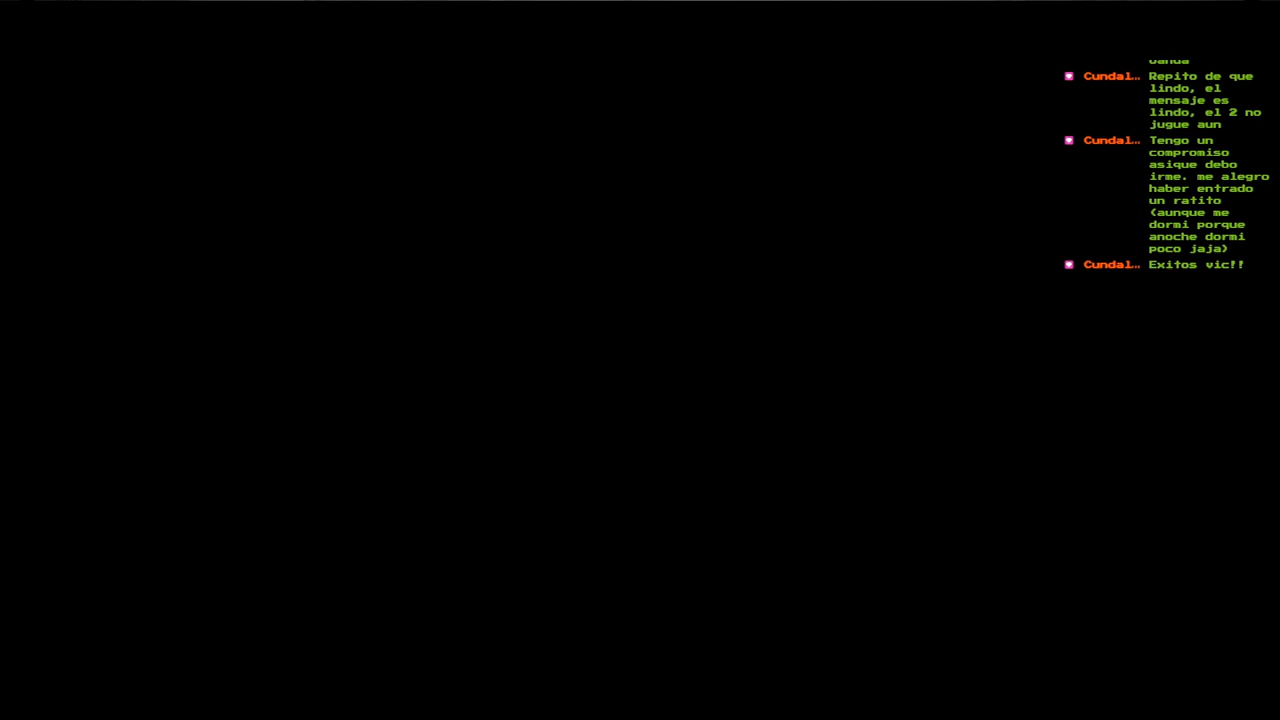 Cundal… Repito de que
lindo, el
mensaje es
lindo, el 2 no
jugue aun
Cundal… Tengo un
compromiso
asique debo
irme. me alegro
haber entrado
un ratito
(aunque me
dormi porque
anoche dormi
poco jaja)
Cundal… Exitos vic!!